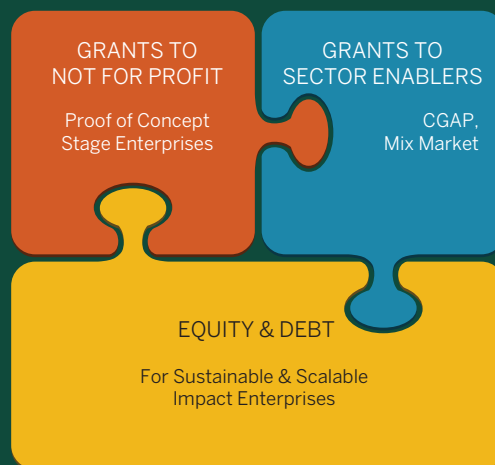 GRANTS TO
NOT FOR PROFIT
Proof of Concept
Stage Enterprises
GRANTS TO
SECTOR ENABLERS
CGAP,
Mix Market
EQUITY & DEBT
For Sustainable & Scalable
Impact Enterprises